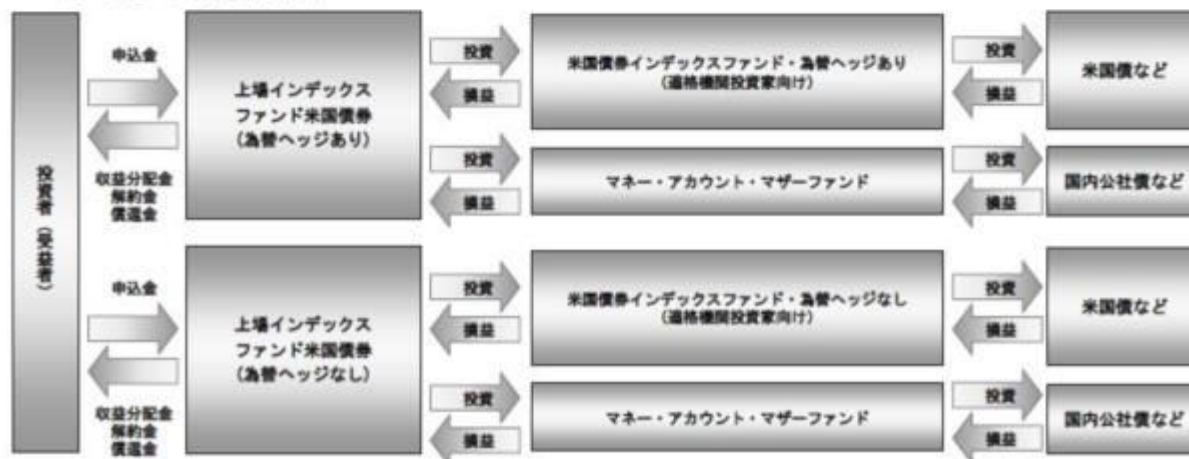 投資者（受益者）
申込金
収益分配金
解約金
償還金
上場インデックス
ファンド米国債券
(為替ヘッジあり)
投資
損益
米国債券インデックスファンド・為替ヘッジあり
(適格機関投資家向け)
投資
損益
米国債など
投資
損益
マネー・アカウント・マザーファンド
投資
損益
国内公社債など
申込金
収益分配金
解約金
償還金
上場インデックス
ファンド米国債券
(為替ヘッジなし)
投資
損益
米国債券インデックスファンド・為替ヘッジなし
(適格機関投資家向け)
投資
損益
米国債など
投資
損益
マネー・アカウント・マザーファンド
投資
損益
国内公社債など